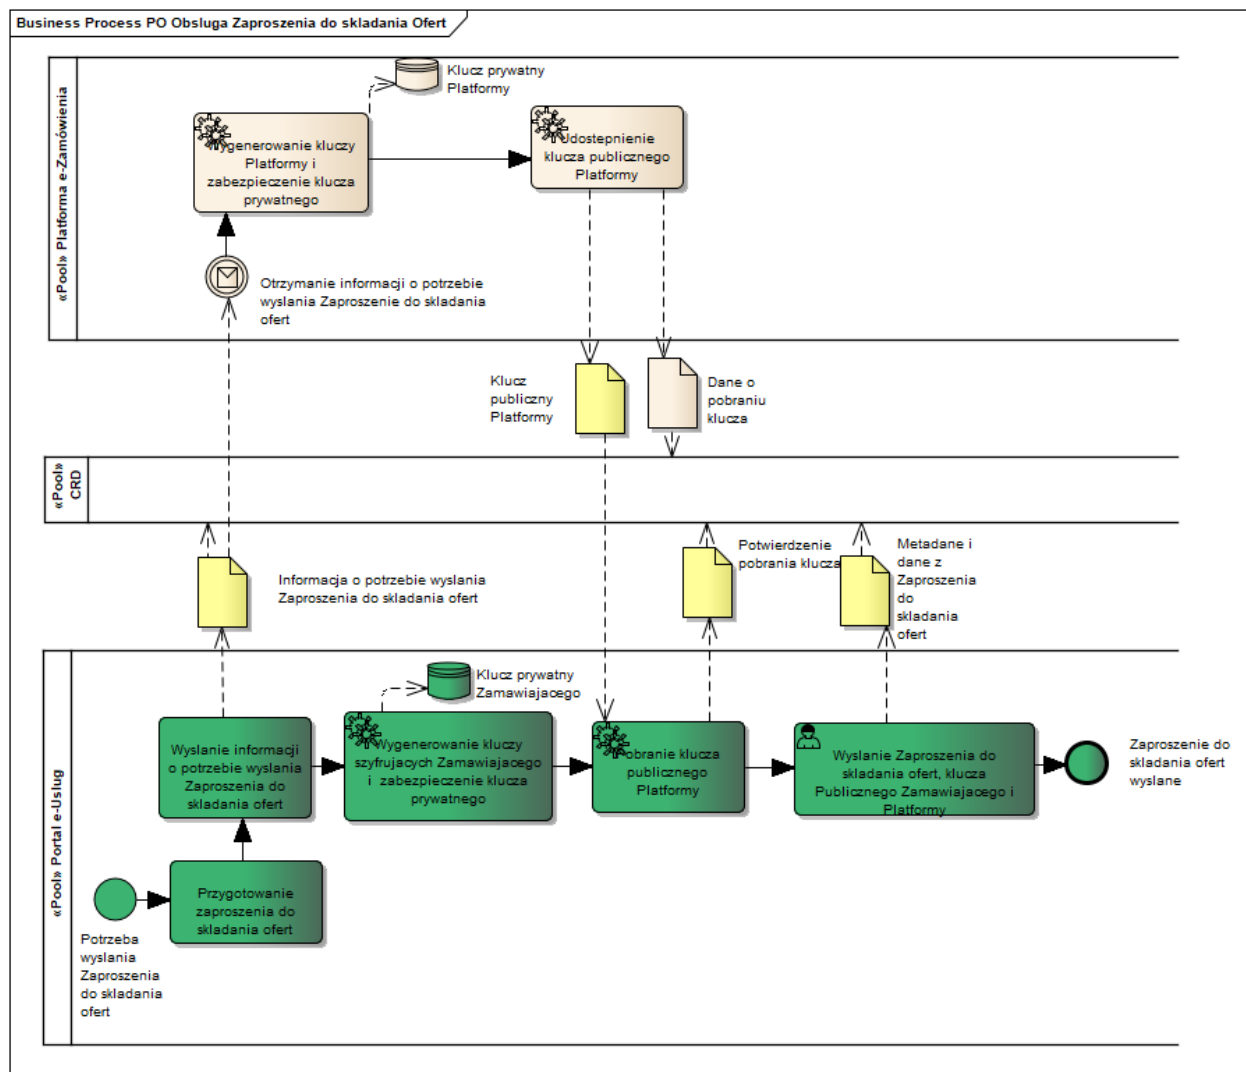 Business Process PO Obsluga Zaproszenia do skladania Ofert
«Pool» Platforma e-Zamówienia
Klucz prywatny
Platformy
Wygenerowanie kluczy
Platformy i
zabezpieczenie klucza
prywatnego
Udostepnienie
klucza publicznego
Platformy
Otrzymanie informacji o potrzebie
wyslania Zaproszenie do skladania
ofert
Klucz
publiczny
Platformy
Dane o
pobraniu
klucza
«Pool»
CRD
Informacja o potrzebie wyslania
Zaproszenia do skladania ofert
Potwierdzenie
pobrania klucza
Metadane i
dane z
Zaproszenia
do
skladania
ofert
«Pool» Portal e-Uslug
Klucz prywatny
Zamawiajacego
Wyslanie informacji
o potrzebie wyslania
Zaproszenia do
skladania ofert
Wygenerowanie kluczy
szyfrujących Zamawiajacego
i  zabezpieczenie klucza
prywatnego
Pobranie klucza
publicznego
Platformy
Wyslanie Zaproszenia do
skladania ofert, klucza
Publicznego Zamawiajacego i
Platformy
Zaproszenie do
skladania ofert
wyslane
Przygotowanie
zaproszenia do
skladania ofert
Potrzeba
wyslania
Zaproszenia
do skladania
ofert